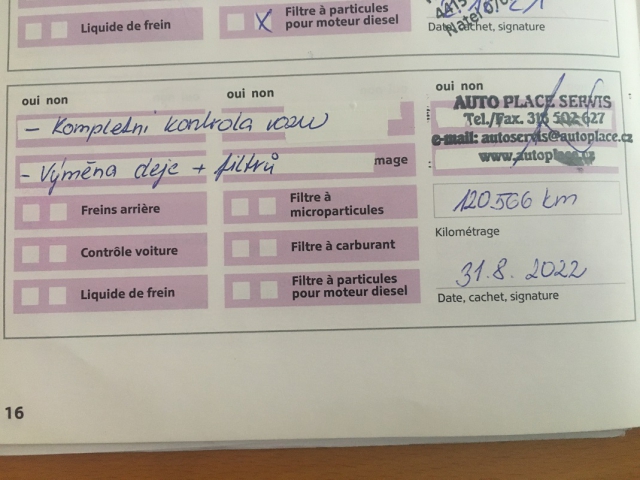 Liquide de frein
X
Filtre à particules
pour moteur diesel
Date, cachet, signature
oui non
oui non
oui non
- Kompletní kontrola vozu
- Výměna oleje + filtrů
mage
AUTO PLACE SERVIS
Tel./Fax. 315 502 627
e-mail: autoservis@autoplace.cz
www.autoplace.cz
Freins arrière
Filtre à
microparticules
120566 km
Kilométrage
Contrôle voiture
Filtre à carburant
Liquide de frein
Filtre à particules
pour moteur diesel
31.8. 2022
Date, cachet, signature
16